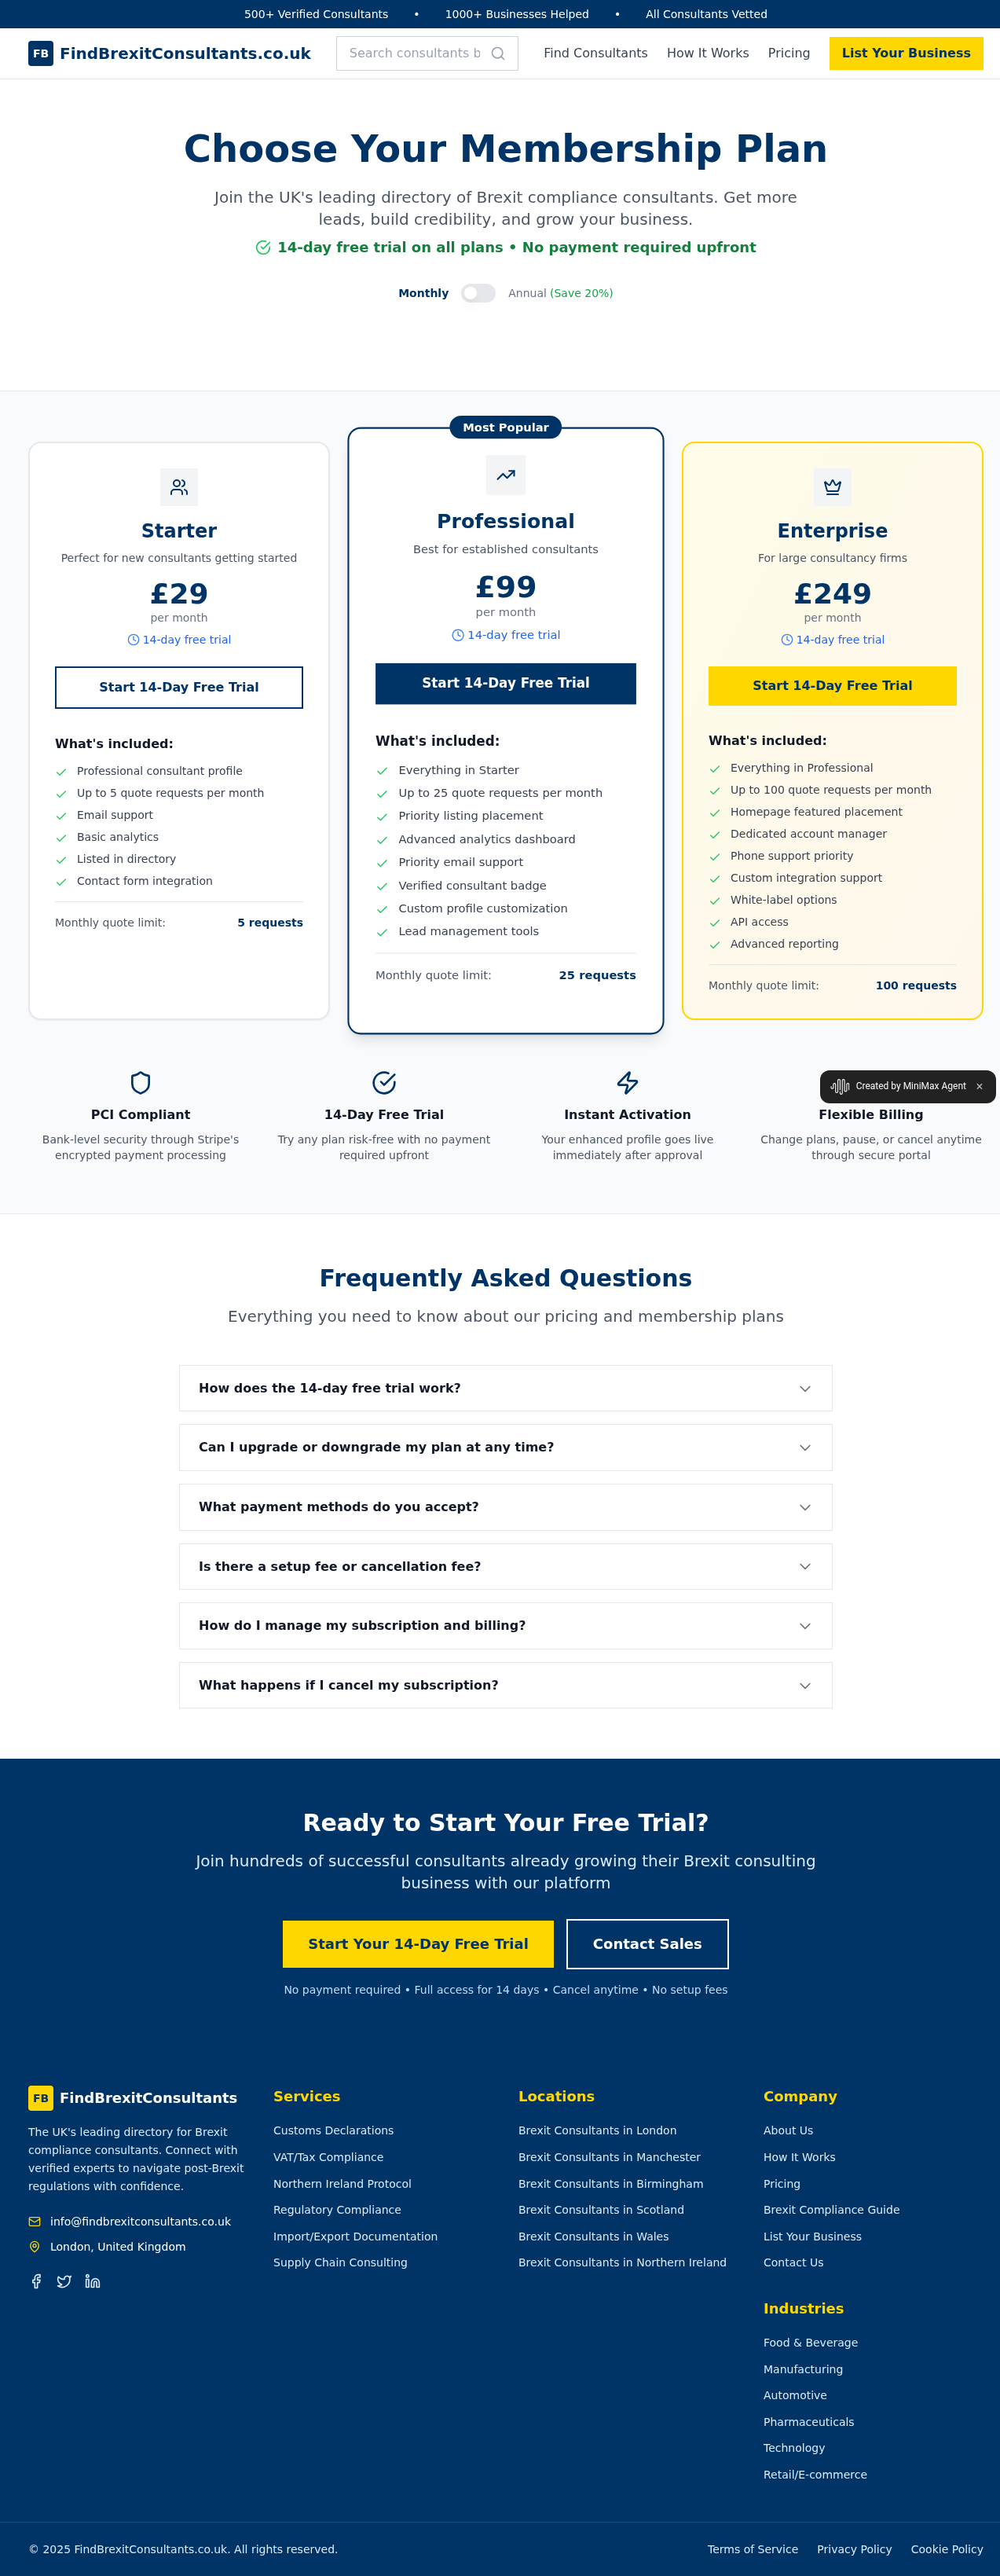 500+ Verified Consultants • 1000+ Businesses Helped • All Consultants Vetted
FB FindBrexitConsultants.co.uk
Search consultants b
Find Consultants
How It Works
Pricing
List Your Business
Choose Your Membership Plan
Join the UK's leading directory of Brexit compliance consultants. Get more
leads, build credibility, and grow your business.
14-day free trial on all plans • No payment required upfront
Monthly
Annual (Save 20%)
Starter
Perfect for new consultants getting started
£29
per month
14-day free trial
Start 14-Day Free Trial
What's included:
Professional consultant profile
Up to 5 quote requests per month
Email support
Basic analytics
Listed in directory
Contact form integration
Monthly quote limit: 5 requests
Most Popular
Professional
Best for established consultants
£99
per month
14-day free trial
Start 14-Day Free Trial
What's included:
Everything in Starter
Up to 25 quote requests per month
Priority listing placement
Advanced analytics dashboard
Priority email support
Verified consultant badge
Custom profile customization
Lead management tools
Monthly quote limit: 25 requests
Enterprise
For large consultancy firms
£249
per month
14-day free trial
Start 14-Day Free Trial
What's included:
Everything in Professional
Up to 100 quote requests per month
Homepage featured placement
Dedicated account manager
Phone support priority
Custom integration support
White-label options
API access
Advanced reporting
Monthly quote limit: 100 requests
PCI Compliant
Bank-level security through Stripe's
encrypted payment processing
14-Day Free Trial
Try any plan risk-free with no payment
required upfront
Instant Activation
Your enhanced profile goes live
immediately after approval
Created by MiniMax Agent ×
Flexible Billing
Change plans, pause, or cancel anytime
through secure portal
Frequently Asked Questions
Everything you need to know about our pricing and membership plans
How does the 14-day free trial work?
Can I upgrade or downgrade my plan at any time?
What payment methods do you accept?
Is there a setup fee or cancellation fee?
How do I manage my subscription and billing?
What happens if I cancel my subscription?
Ready to Start Your Free Trial?
Join hundreds of successful consultants already growing their Brexit consulting
business with our platform
Start Your 14-Day Free Trial
Contact Sales
No payment required • Full access for 14 days • Cancel anytime • No setup fees
FB FindBrexitConsultants
The UK's leading directory for Brexit
compliance consultants. Connect with
verified experts to navigate post-Brexit
regulations with confidence.
info@findbrexitconsultants.co.uk
London, United Kingdom
Services
Customs Declarations
VAT/Tax Compliance
Northern Ireland Protocol
Regulatory Compliance
Import/Export Documentation
Supply Chain Consulting
Locations
Brexit Consultants in London
Brexit Consultants in Manchester
Brexit Consultants in Birmingham
Brexit Consultants in Scotland
Brexit Consultants in Wales
Brexit Consultants in Northern Ireland
Company
About Us
How It Works
Pricing
Brexit Compliance Guide
List Your Business
Contact Us
Industries
Food & Beverage
Manufacturing
Automotive
Pharmaceuticals
Technology
Retail/E-commerce
© 2025 FindBrexitConsultants.co.uk. All rights reserved.
Terms of Service
Privacy Policy
Cookie Policy